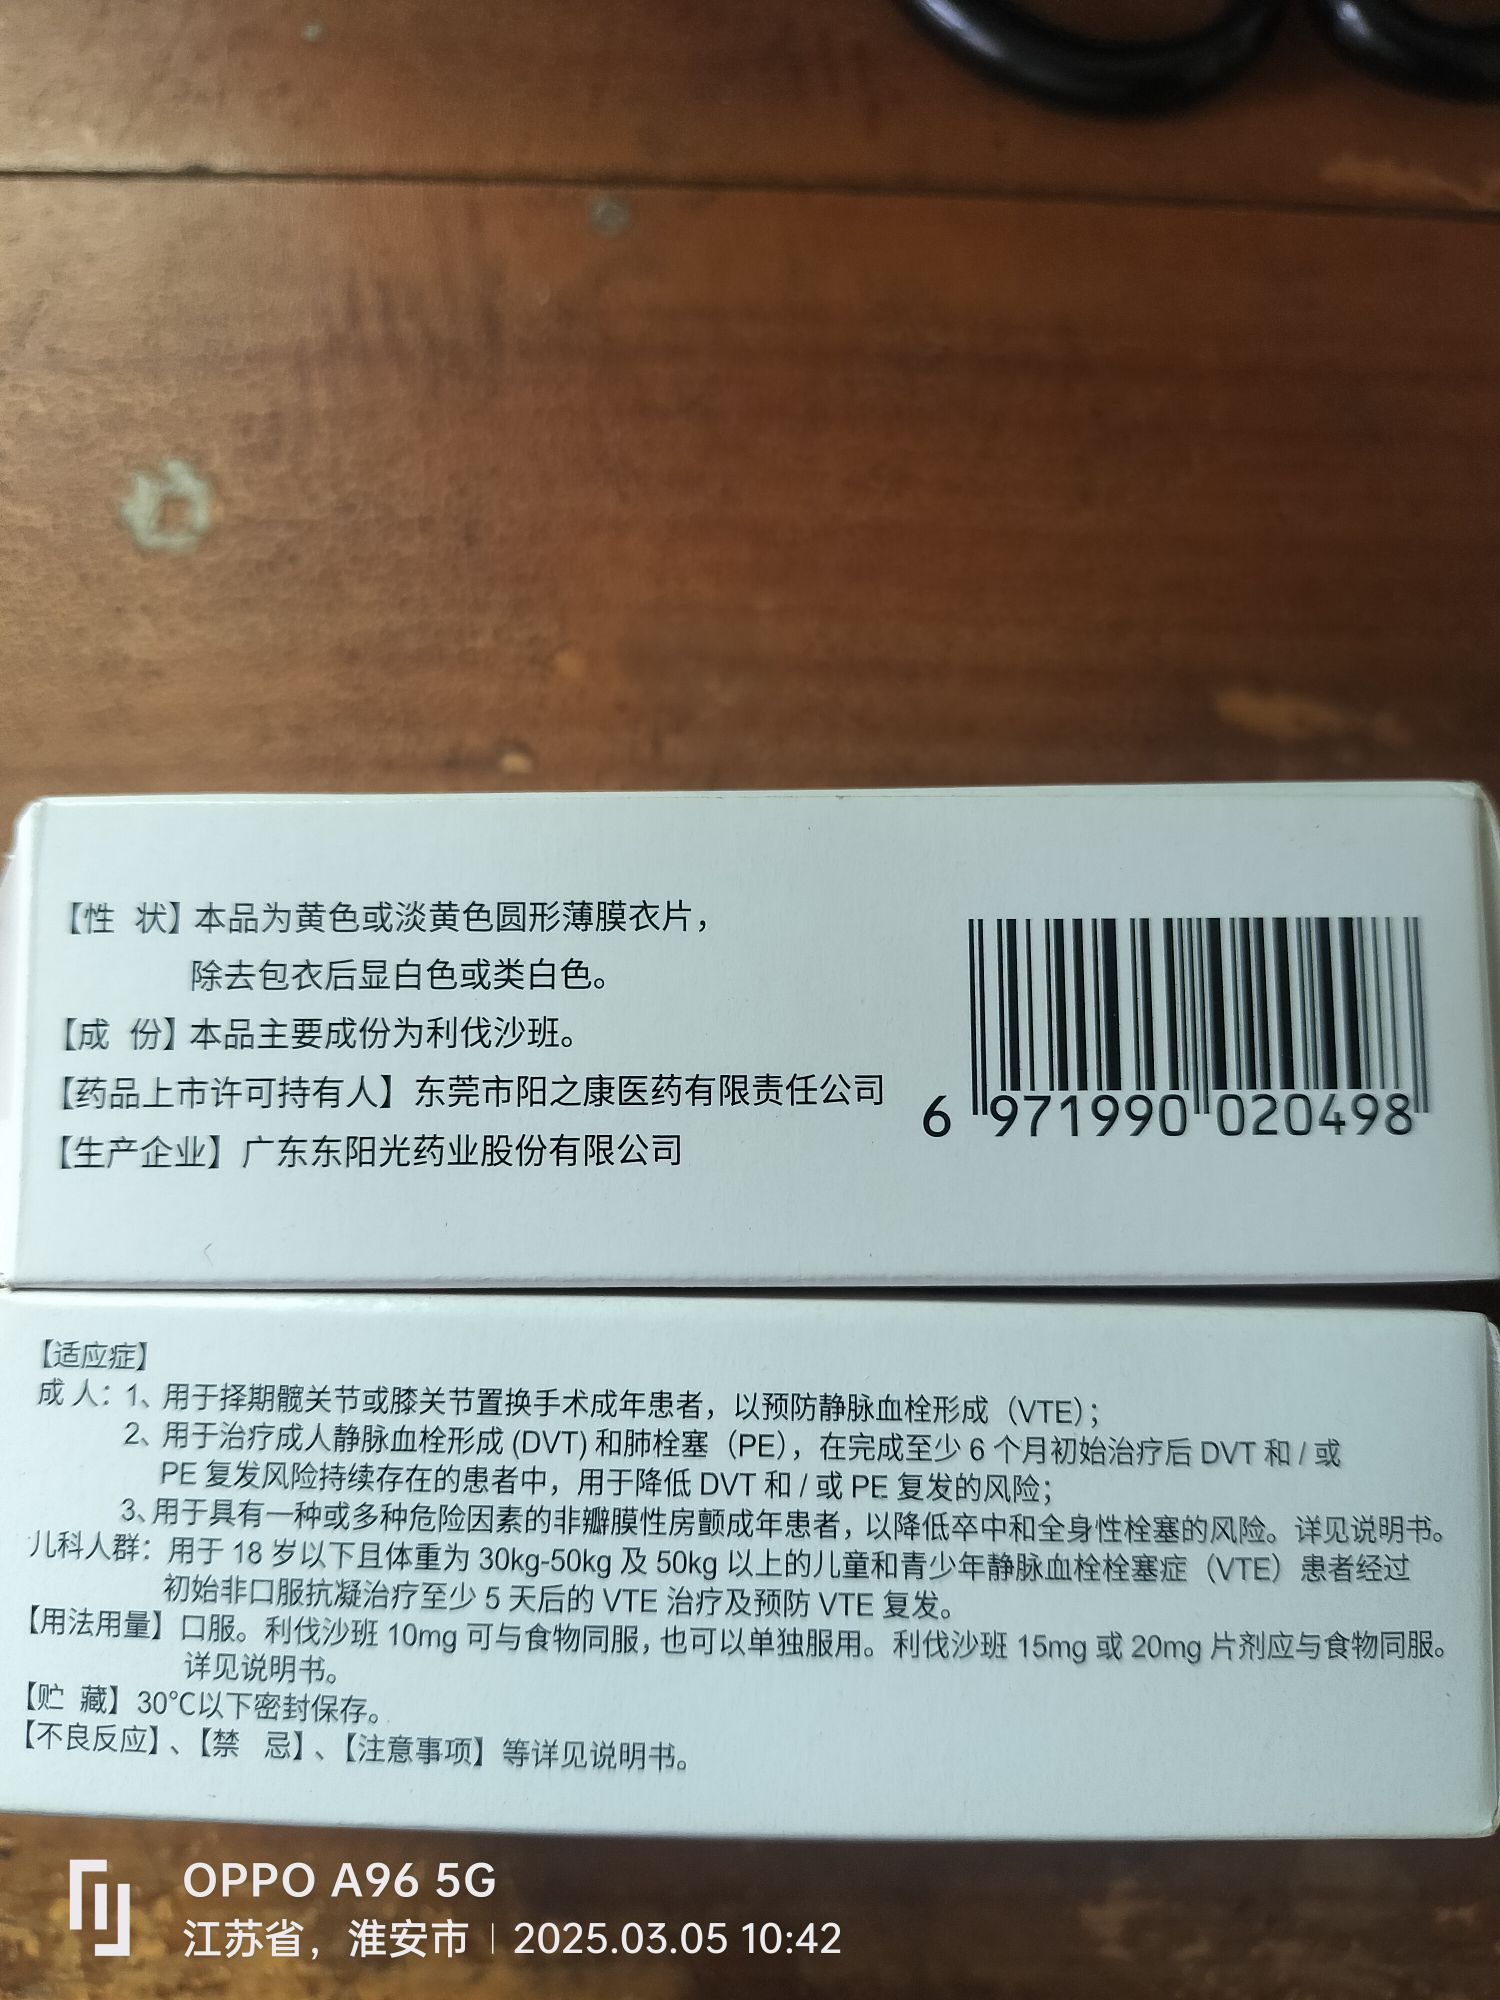 【性 状】本品为黄色或淡黄色圆形薄膜衣片，
除去包衣后显白色或类白色。
【成 份】本品主要成份为利伐沙班。
【药品上市许可持有人】东莞市阳之康医药有限责任公司
【生产企业】广东东阳光药业股份有限公司
6 971990 020498
【适应症】
成 人：1、用于择期髋关节或膝关节置换手术成年患者，以预防静脉血栓形成（VTE）；
2、用于治疗成人静脉血栓形成 (DVT) 和肺栓塞（PE），在完成至少 6 个月初始治疗后 DVT 和 / 或
PE 复发风险持续存在的患者中，用于降低 DVT 和 / 或 PE 复发的风险；
3、用于具有一种或多种危险因素的非瓣膜性房颤成年患者，以降低卒中和全身性栓塞的风险。详见说明书。
儿科人群：用于 18 岁以下且体重为 30kg-50kg 及 50kg 以上的儿童和青少年静脉血栓栓塞症（VTE）患者经过
初始非口服抗凝治疗至少 5 天后的 VTE 治疗及预防 VTE 复发。
【用法用量】口服。利伐沙班 10mg 可与食物同服，也可以单独服用。利伐沙班 15mg 或 20mg 片剂应与食物同服。
详见说明书。
【贮 藏】30℃以下密封保存。
【不良反应】、【禁 忌】、【注意事项】等详见说明书。
OPPO A96 5G
江苏省，淮安市 | 2025.03.05 10:42